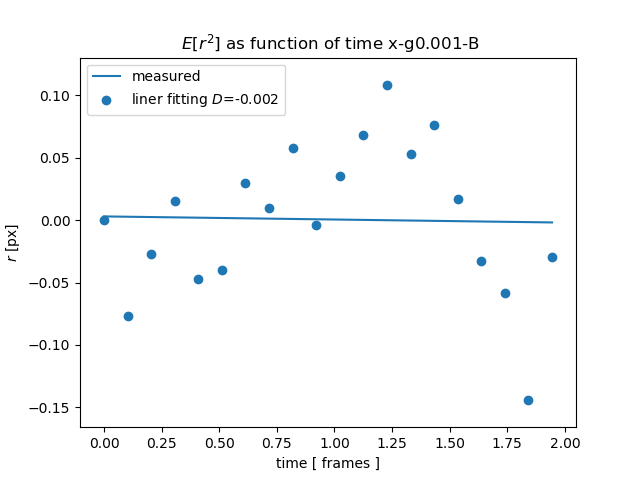 E[r²] as function of time x-g0.001-B
measured
liner fitting D=-0.002
0.10
0.05
0.00
−0.05
−0.10
−0.15
r [px]
0.00 0.25 0.50 0.75 1.00 1.25 1.50 1.75 2.00
time [ frames ]